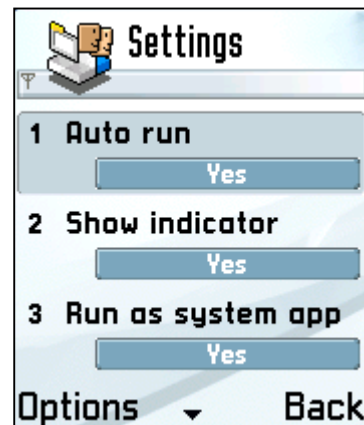 Settings
1 Auto run
Yes
2 Show indicator
Yes
3 Run as system app
Yes
Options Back